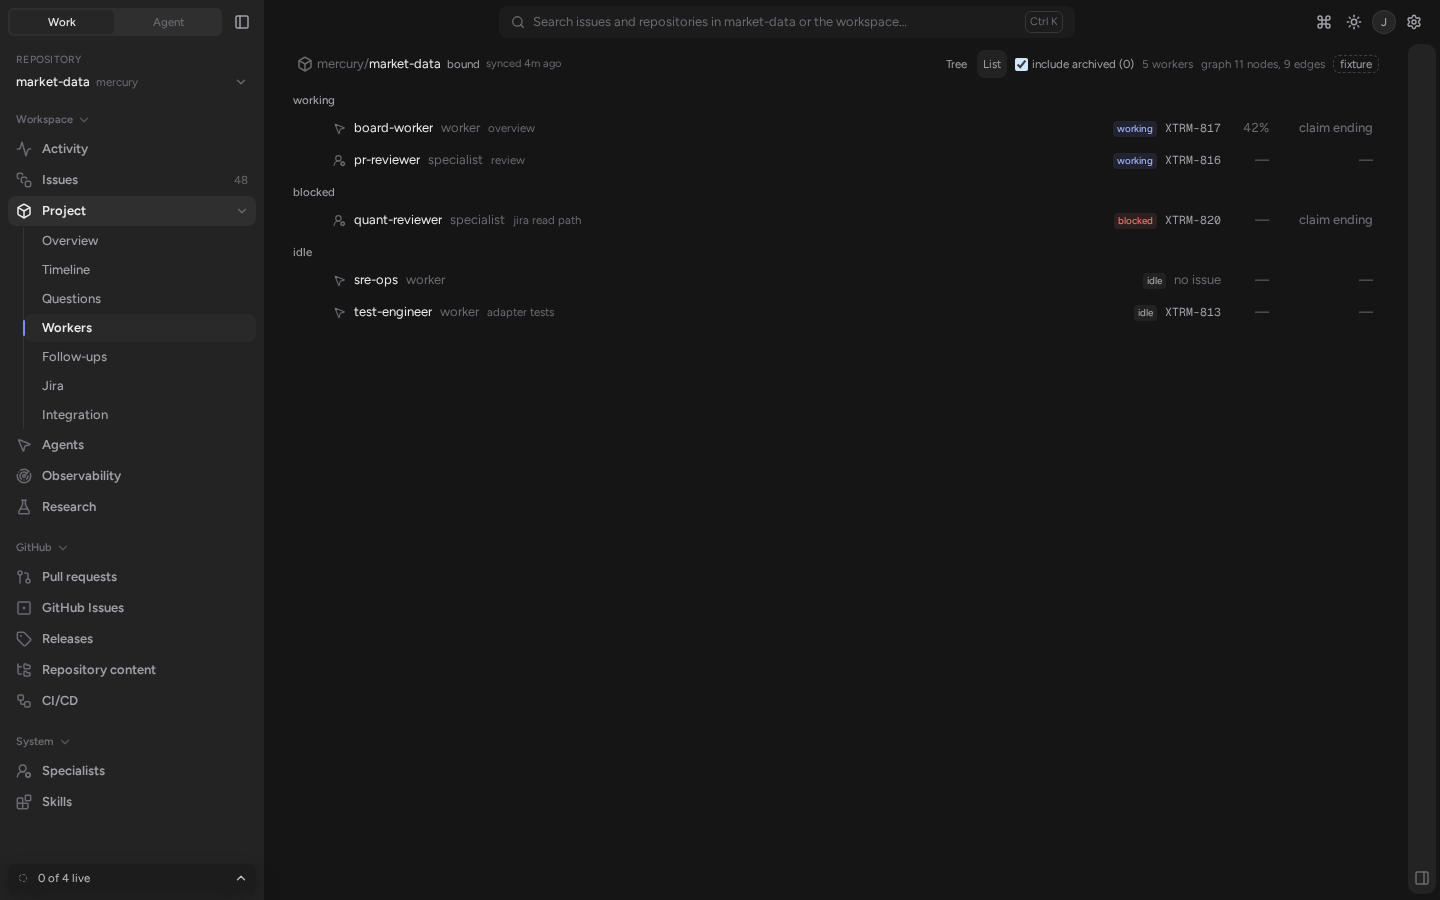 Work
Agent
Search issues and repositories in market-data or the workspace...
Ctrl K
J
REPOSITORY
market-data mercury
Workspace
Activity
Issues 48
Project
Overview
Timeline
Questions
Workers
Follow-ups
Jira
Integration
Agents
Observability
Research
GitHub
Pull requests
GitHub Issues
Releases
Repository content
CI/CD
System
Specialists
Skills
0 of 4 live
mercury/market-data bound synced 4m ago
Tree List include archived (0) 5 workers graph 11 nodes, 9 edges fixture
working
board-worker worker overview working XTRM-817 42% claim ending
pr-reviewer specialist review working XTRM-816 — —
blocked
quant-reviewer specialist jira read path blocked XTRM-820 — claim ending
idle
sre-ops worker idle no issue — —
test-engineer worker adapter tests idle XTRM-813 — —